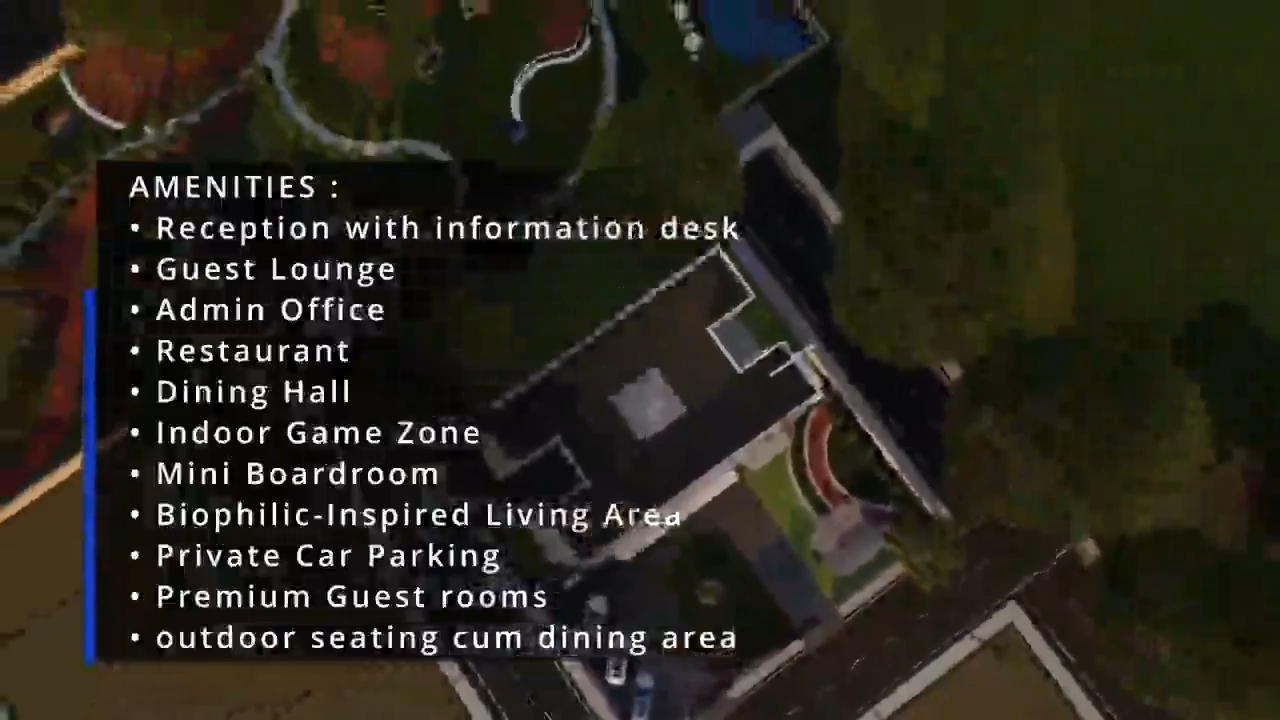 AMENITIES :
• Reception with information desk
• Guest Lounge
• Admin Office
• Restaurant
• Dining Hall
• Indoor Game Zone
• Mini Boardroom
• Biophilic-Inspired Living Area
• Private Car Parking
• Premium Guest rooms
• outdoor seating cum dining area